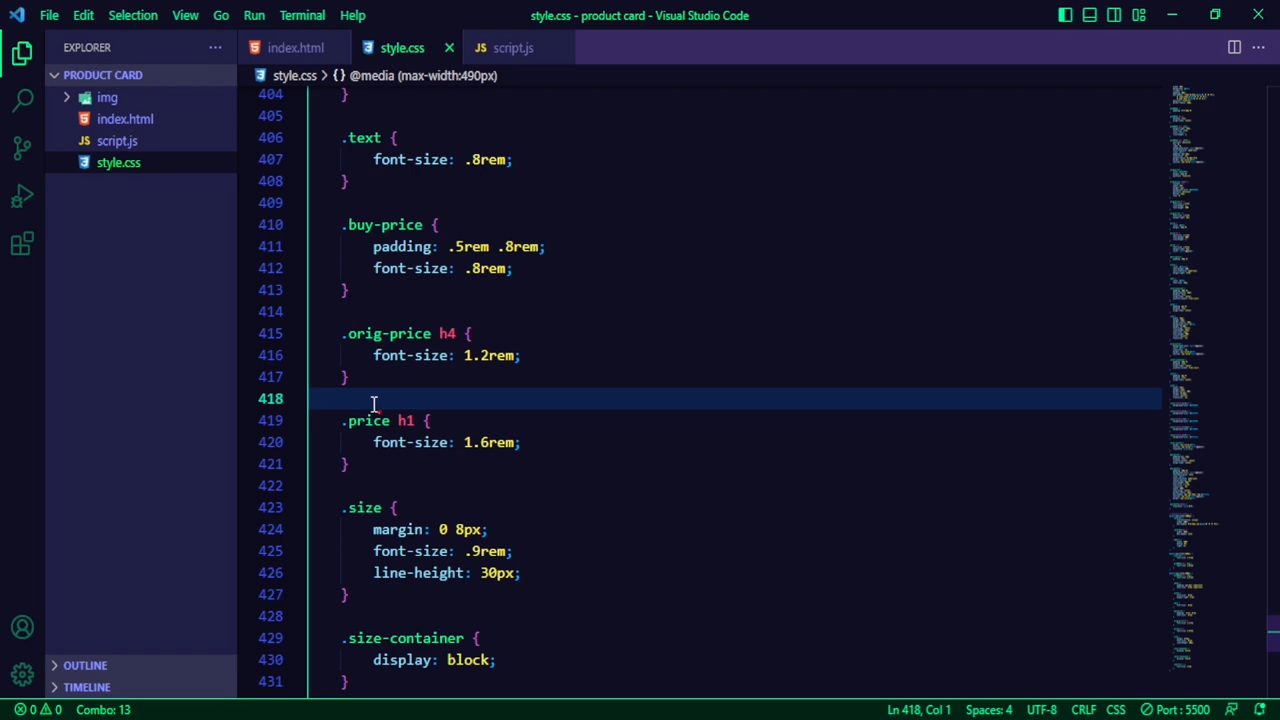 File Edit Selection View Go Run Terminal Help
style.css - product card - Visual Studio Code
EXPLORER
index.html
style.css
script.js
PRODUCT CARD
style.css > {} @media (max-width:490px)
img
index.html
script.js
style.css
404 }
405
406 .text {
407 font-size: .8rem;
408 }
409
410 .buy-price {
411 padding: .5rem .8rem;
412 font-size: .8rem;
413 }
414
415 .orig-price h4 {
416 font-size: 1.2rem;
417 }
418
419 .price h1 {
420 font-size: 1.6rem;
421 }
422
423 .size {
424 margin: 0 8px;
425 font-size: .9rem;
426 line-height: 30px;
427 }
428
429 .size-container {
430 display: block;
431 }
OUTLINE
TIMELINE
0 0 Combo: 13
Ln 418, Col 1 Spaces: 4 UTF-8 CRLF CSS Port : 5500